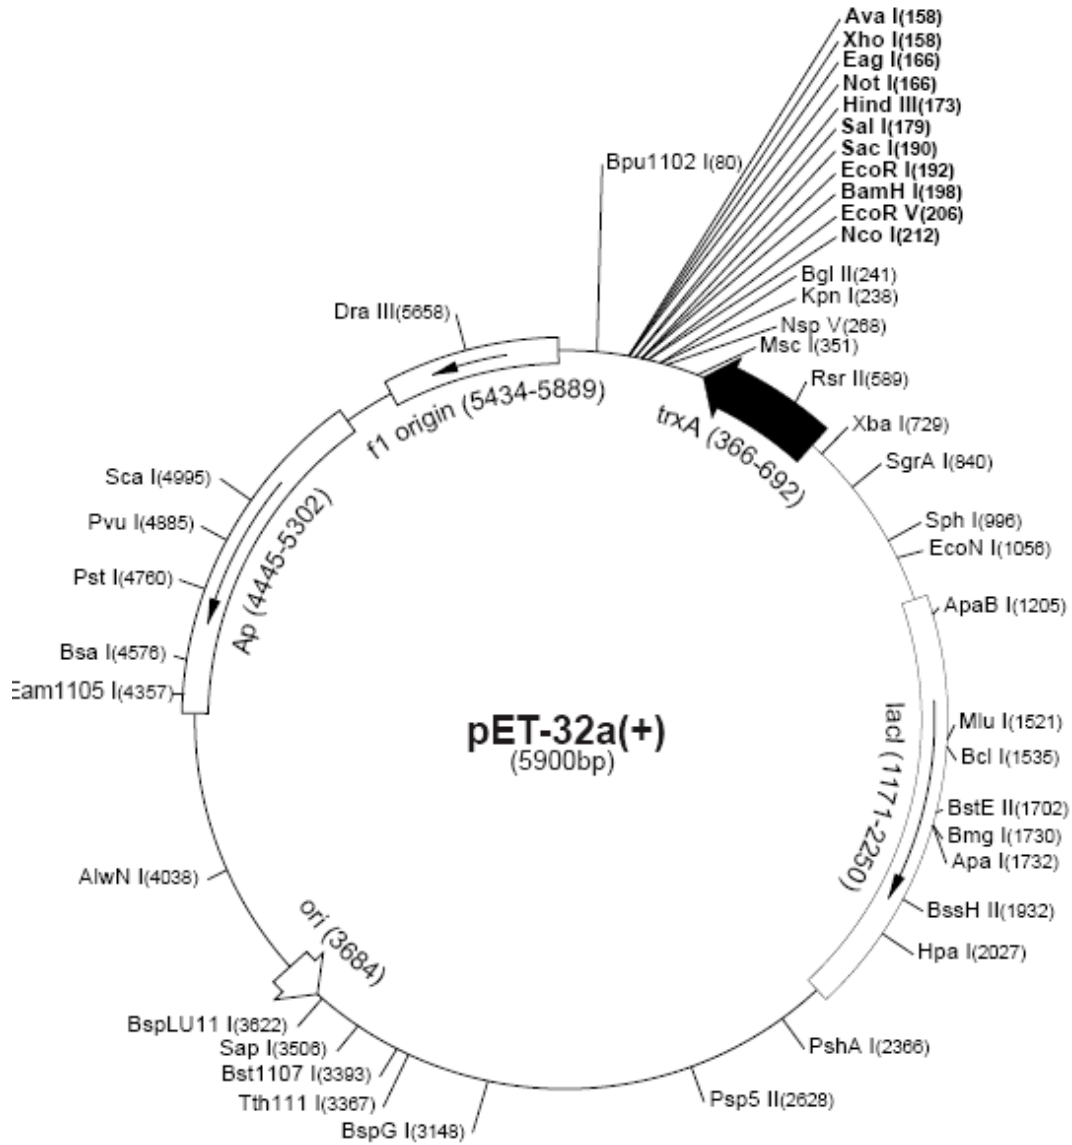 Ava I(158)
Xho I(158)
Eag I(166)
Not I(166)
Hind III(173)
Sal I(179)
Sac I(190)
EcoR I(192)
BamH I(198)
EcoR V(206)
Nco I(212)
Bpu1102 I(80)
Bgl II(241)
Kpn I(238)
Nsp V(268)
Msc I(351)
Rsr II(589)
Xba I(729)
SgrA I(840)
Sph I(996)
EcoN I(1056)
ApaB I(1205)
Mlu I(1521)
Bcl I(1535)
BstE II(1702)
Bmg I(1730)
Apa I(1732)
BssH II(1932)
Hpa I(2027)
PshA I(2366)
Psp5 II(2628)
BspG I(3148)
Tth111 I(3367)
Bst1107 I(3393)
Sap I(3506)
BspLU11 I(3622)
AlwN I(4038)
Eam1105 I(4357)
Bsa I(4576)
Pst I(4760)
Pvu I(4885)
Sca I(4995)
Dra III(5658)
f1 origin (5434-5889)
trxA (366-692)
lacI (1171-2250)
ori (3684)
Ap (4445-5302)
pET-32a(+)
(5900bp)